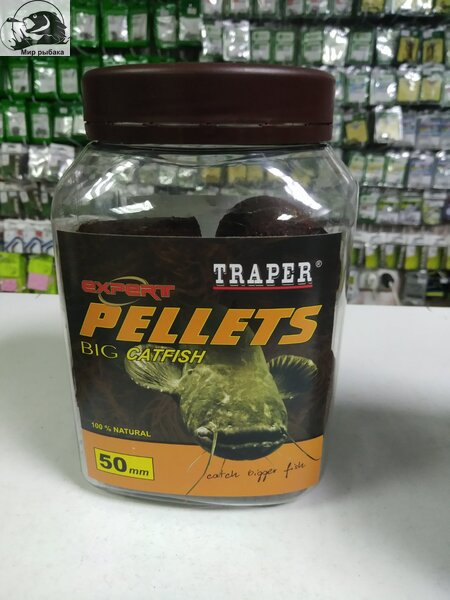 Мир рыбака
TRAPER®
EXPERT
PELLETS
BIG CATFISH
100 % NATURAL
50 mm
catch bigger fish